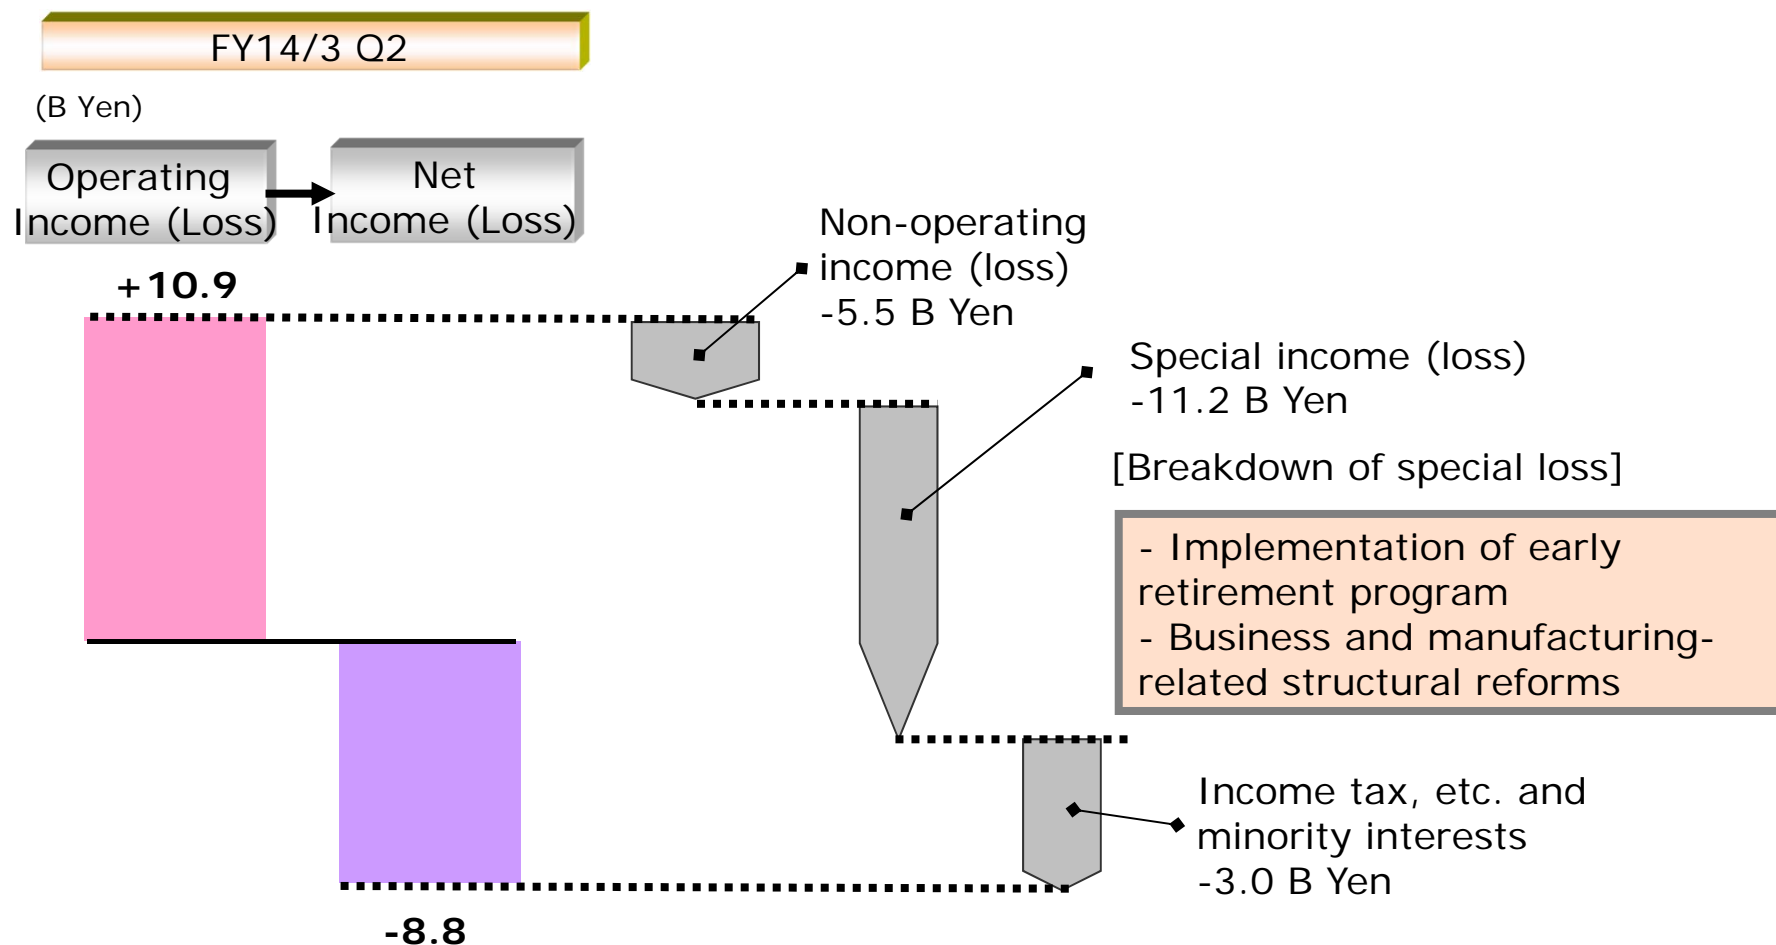 FY14/3 Q2
(B Yen)
Operating
Income (Loss)
Net
Income (Loss)
+10.9
Non-operating
income (loss)
-5.5 B Yen
Special income (loss)
-11.2 B Yen
[Breakdown of special loss]
- Implementation of early
retirement program
- Business and manufacturing-
related structural reforms
Income tax, etc. and
minority interests
-3.0 B Yen
-8.8